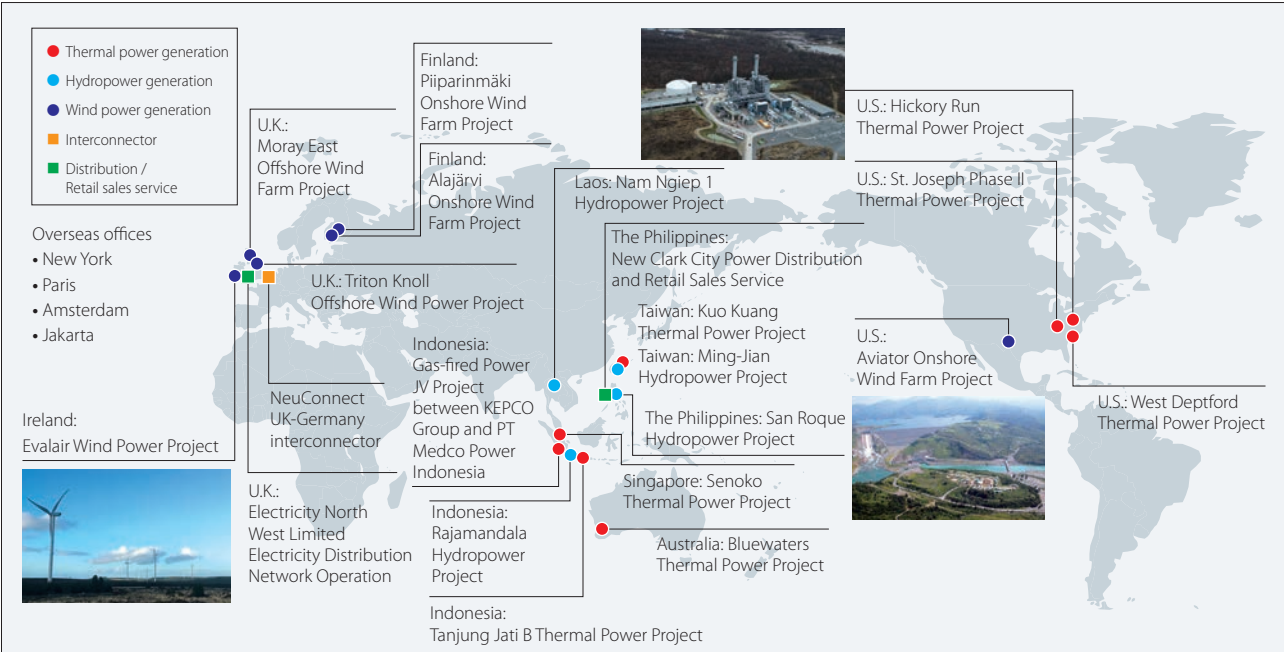 Thermal power generation
Hydropower generation
Wind power generation
Interconnector
Distribution /
Retail sales service
Overseas offices
• New York
• Paris
• Amsterdam
• Jakarta
U.K.:
Moray East
Offshore Wind
Farm Project
Finland:
Piiparinmäki
Onshore Wind
Farm Project
Finland:
Alajärvi
Onshore Wind
Farm Project
U.K.: Triton Knoll
Offshore Wind Power Project
Laos: Nam Ngiep 1
Hydropower Project
The Philippines:
New Clark City Power Distribution
and Retail Sales Service
Taiwan: Kuo Kuang
Thermal Power Project
Taiwan: Ming-Jian
Hydropower Project
The Philippines: San Roque
Hydropower Project
Singapore: Senoko
Thermal Power Project
Australia: Bluewaters
Thermal Power Project
Indonesia:
Gas-fired Power
JV Project
between KEPCO
Group and PT
Medco Power
Indonesia
Indonesia:
Rajamandala
Hydropower
Project
Indonesia:
Tanjung Jati B Thermal Power Project
NeuConnect
UK-Germany
interconnector
Ireland:
Evalair Wind Power Project
U.K.:
Electricity North
West Limited
Electricity Distribution
Network Operation
U.S.: Hickory Run
Thermal Power Project
U.S.: St. Joseph Phase II
Thermal Power Project
U.S.:
Aviator Onshore
Wind Farm Project
U.S.: West Deptford
Thermal Power Project